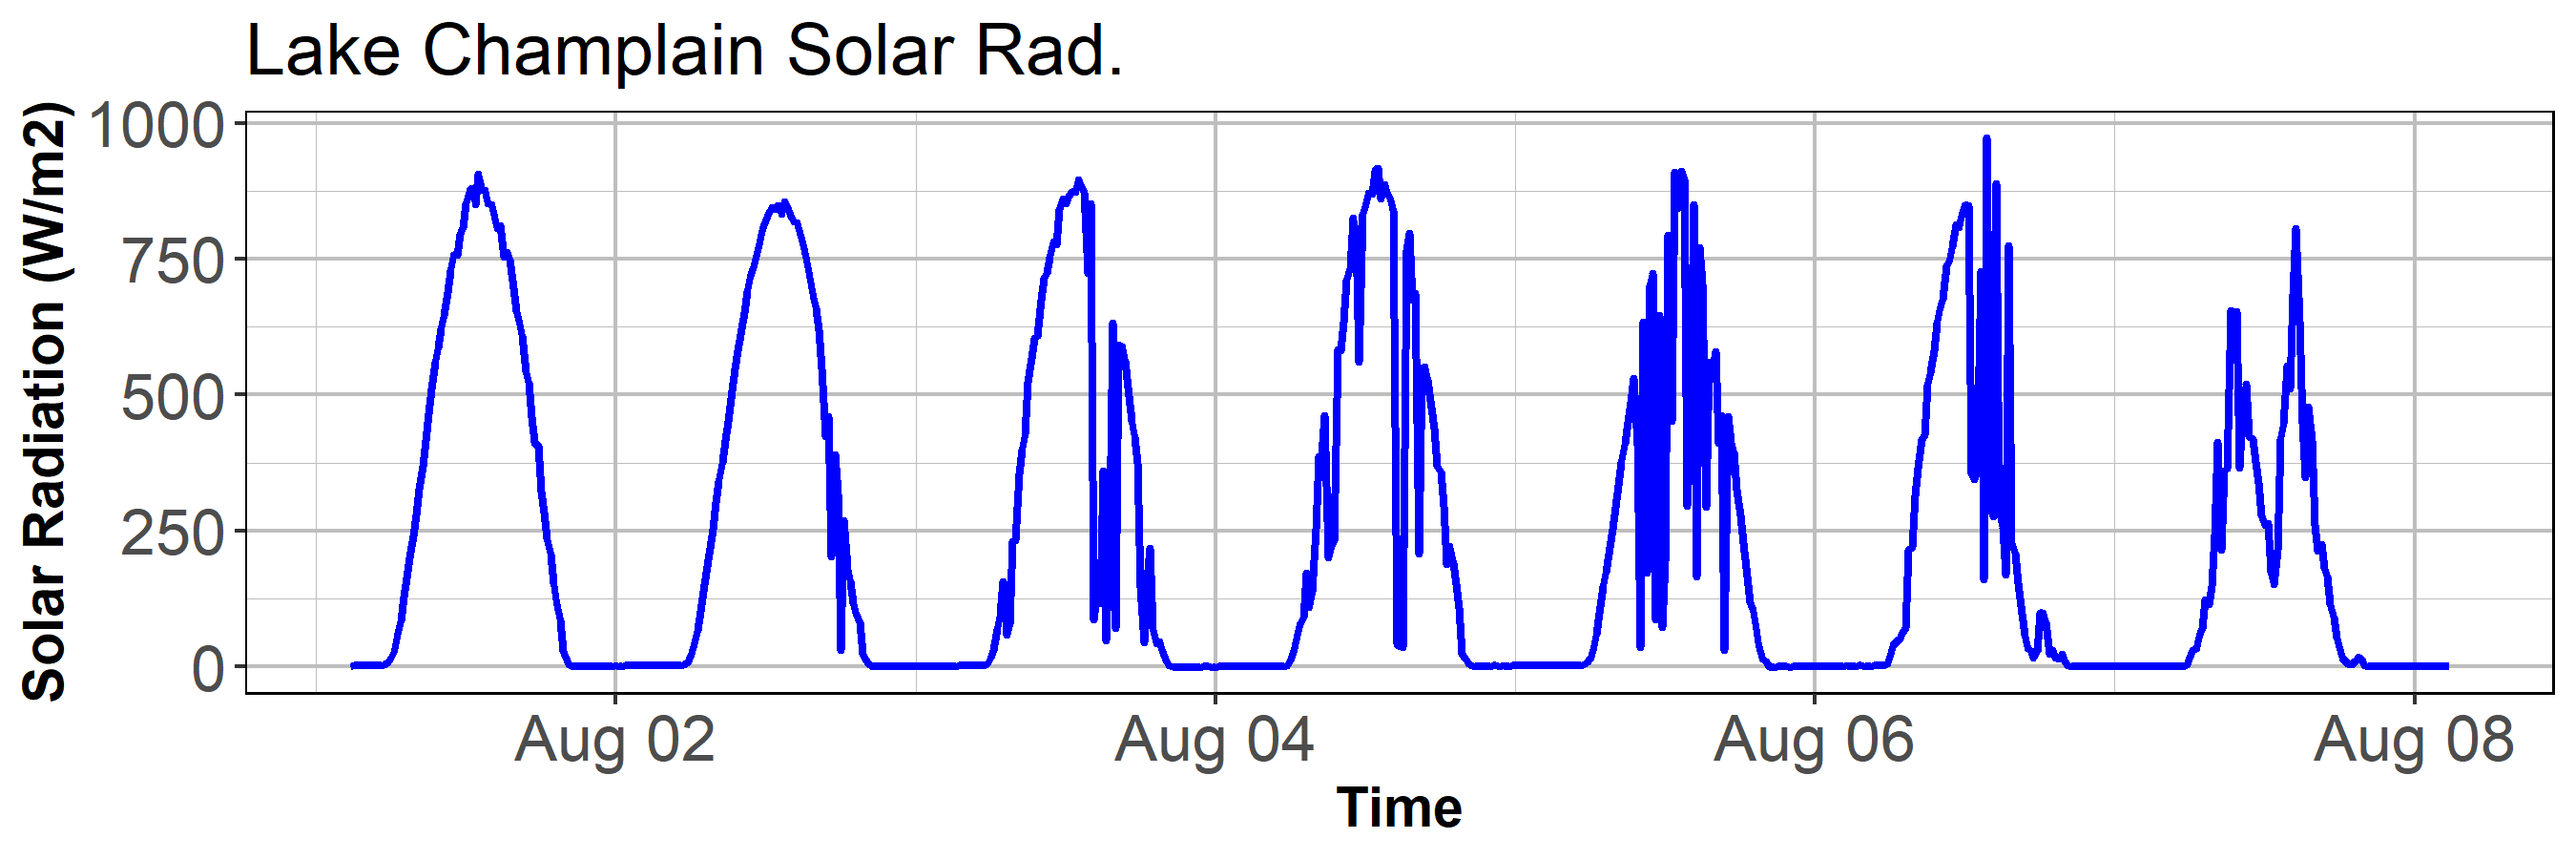 Lake Champlain Solar Rad.
Solar Radiation (W/m2)
1000
750
500
250
0
Aug 02
Aug 04
Aug 06
Aug 08
Time